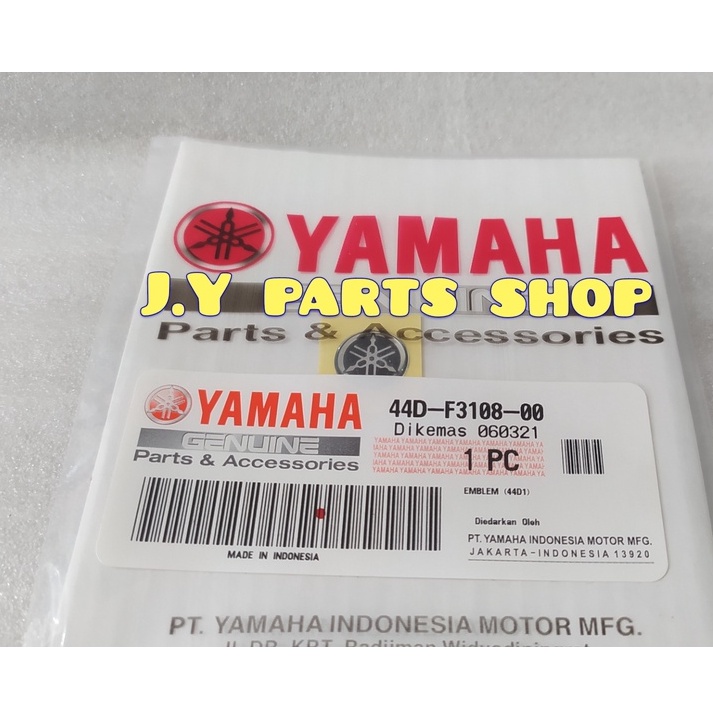 YAMAHA
J.Y PARTS SHOP
Parts & Accessories
YAMAHA
GENUINE
Parts & Accessories
44D-F3108-00
Dikemas 060321
1 PC
EMBLEM (44D1)
Diedarkan Oleh
PT. YAMAHA INDONESIA MOTOR MFG.
JAKARTA-INDONESIA 13920
MADE IN INDONESIA
PT. YAMAHA INDONESIA MOTOR MFG.